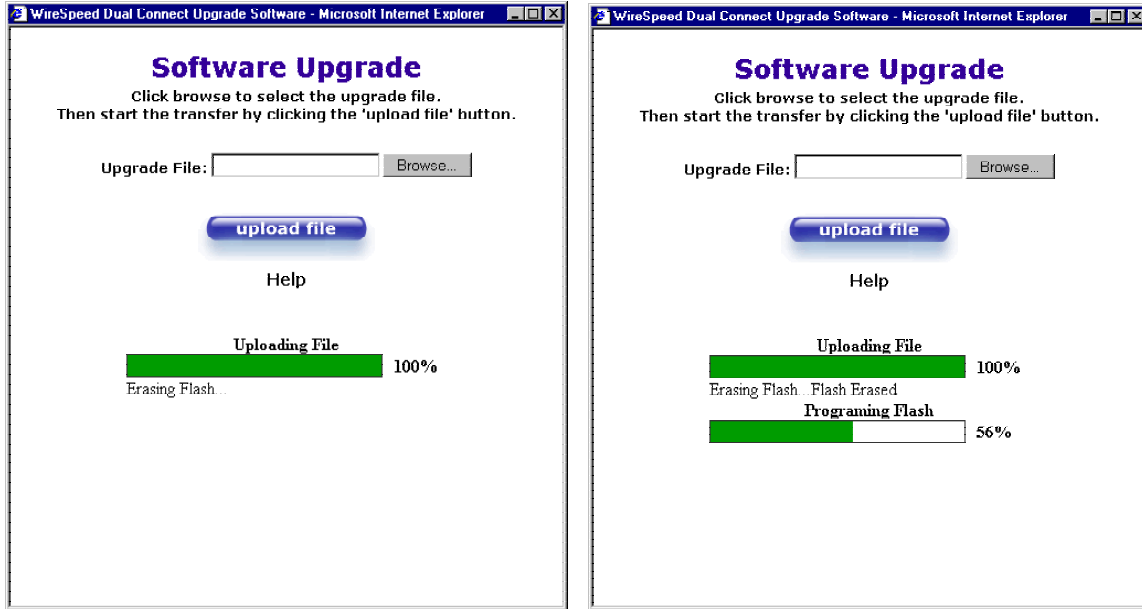 WireSpeed Dual Connect Upgrade Software - Microsoft Internet Explorer
Software Upgrade
Click browse to select the upgrade file.
Then start the transfer by clicking the 'upload file' button.
Upgrade File:
Browse...
upload file
Help
Uploading File
100%
Erasing Flash...
WireSpeed Dual Connect Upgrade Software - Microsoft Internet Explorer
Software Upgrade
Click browse to select the upgrade file.
Then start the transfer by clicking the 'upload file' button.
Upgrade File:
Browse...
upload file
Help
Uploading File
100%
Erasing Flash...Flash Erased
Programing Flash
56%